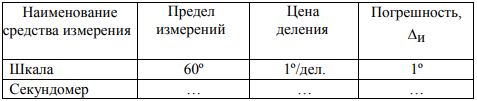 Наименование средства измерения
Предел измерений
Цена деления
Погрешность, Δи
Шкала 60º 1º/дел. 1º
Секундомер … … …